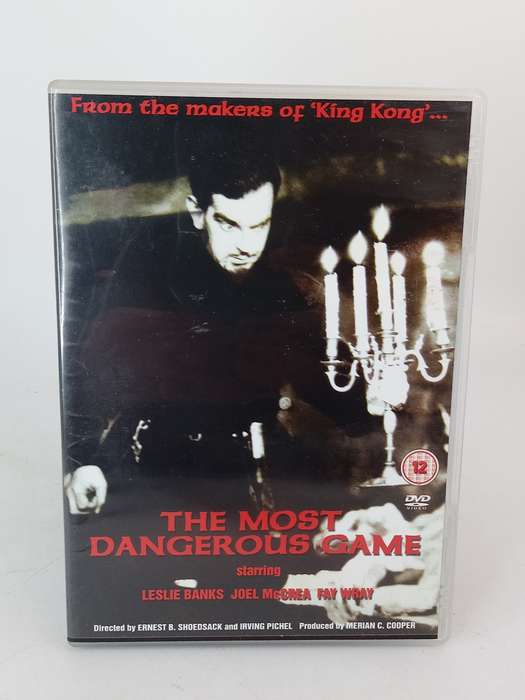 From the makers of 'King Kong'...
12
DVD
VIDEO
THE MOST
DANGEROUS GAME
starring
LESLIE BANKS JOEL McCREA FAY WRAY
Directed by ERNEST B. SHOEDSACK and IRVING PICHEL Produced by MERIAN C. COOPER